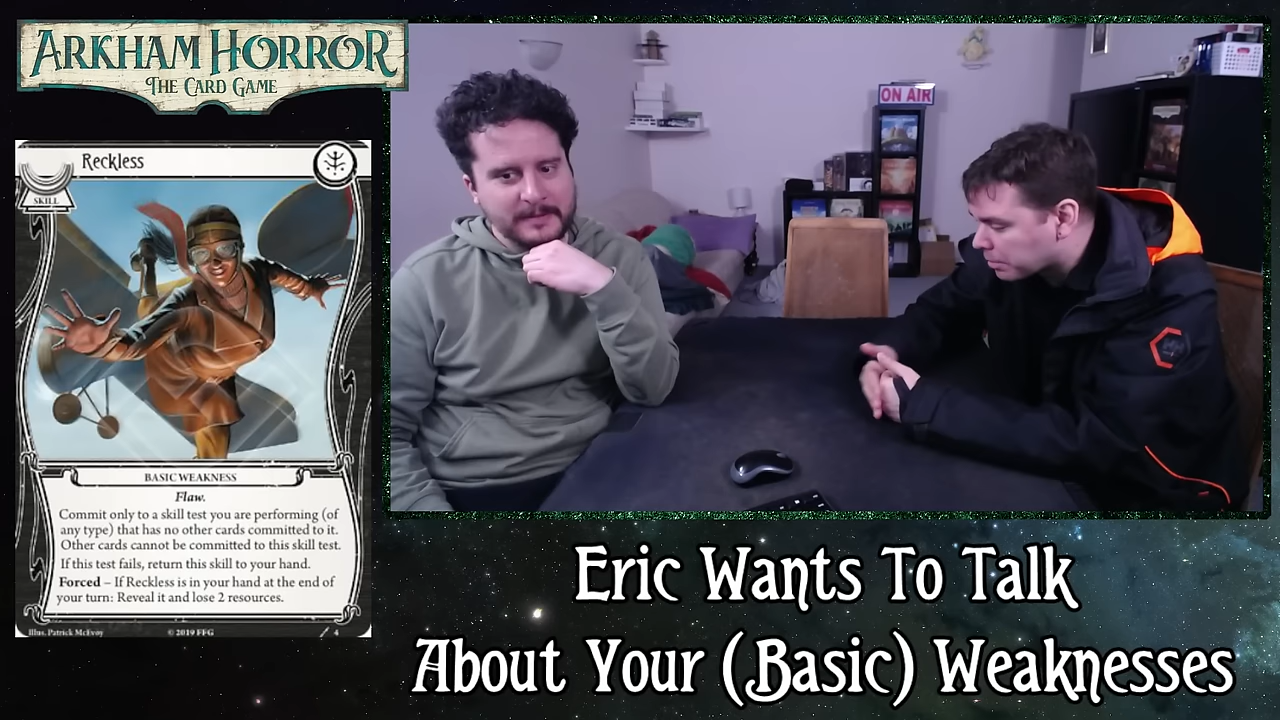 ARKHAM HORROR
THE CARD GAME
Reckless
SKILL
BASIC WEAKNESS
Flaw.
Commit only to a skill test you are performing (of
any type) that has no other cards committed to it.
Other cards cannot be committed to this skill test.
If this test fails, return this skill to your hand.
Forced – If Reckless is in your hand at the end of
your turn: Reveal it and lose 2 resources.
Illus. Patrick McEvoy
© 2019 FFG
4
ON AIR
Eric Wants To Talk
About Your (Basic) Weaknesses